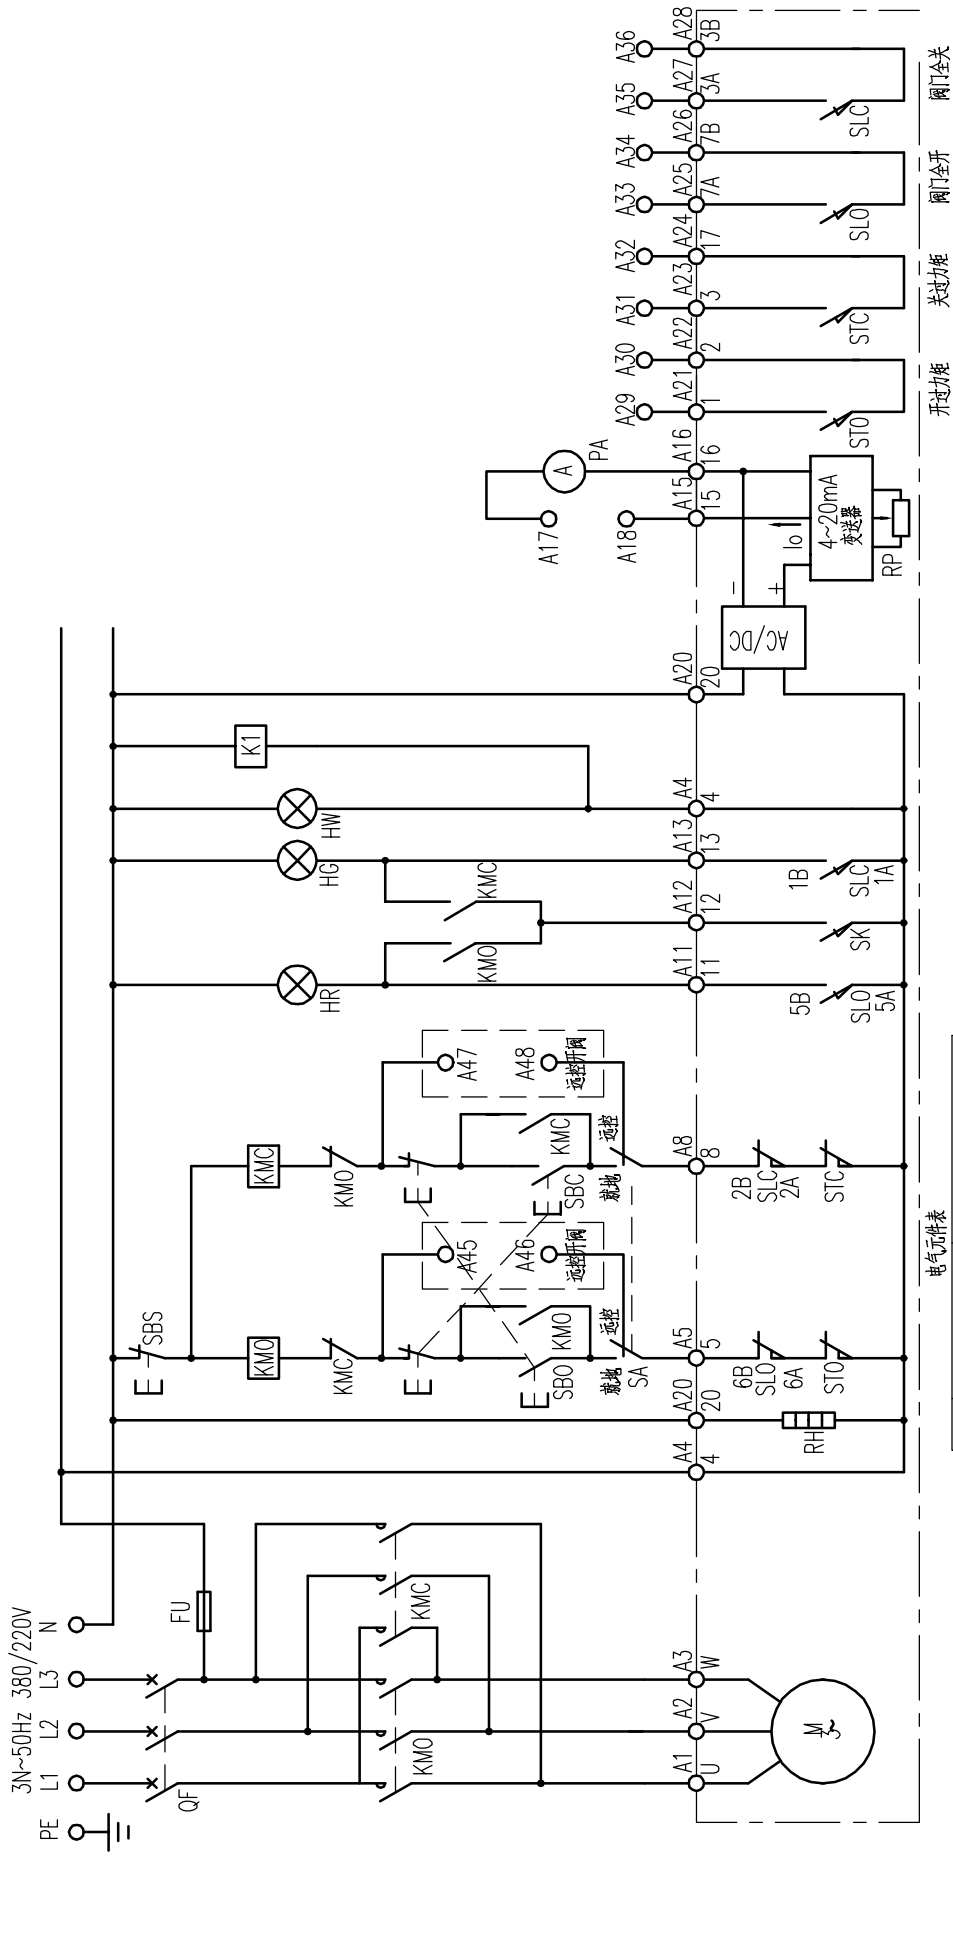 3N~50Hz 380/220V
PE
L1
L2
L3
N
QF
FU
KMO
KMC
A1
U
A2
V
A3
W
M
3~
A4
4
A20
20
RH
SBS
KMO
KMC
A45
A46
远控开阀
KMO
SBO
就地
远控
SA
A5
5
6B
SLO
6A
STO
KMC
KMO
A47
A48
远控开阀
KMC
SBC
就地
远控
A8
8
2B
SLC
2A
STC
HR
KMO
KMC
A11
11
5B
SLO
5A
A12
12
SK
HG
A13
13
1B
SLC
1A
HW
A4
4
K1
A20
20
AC/DC
-
+
Io
4~20mA
变送器
RP
A17
A18
A
PA
A15
15
A16
16
A29
A21
1
STO
A30
A22
2
开过力矩
A31
A23
3
STC
A32
A24
17
关过力矩
A33
A25
7A
SLO
A34
A26
7B
阀门全开
A35
A27
3A
SLC
A36
A28
3B
阀门全关
电气元件表